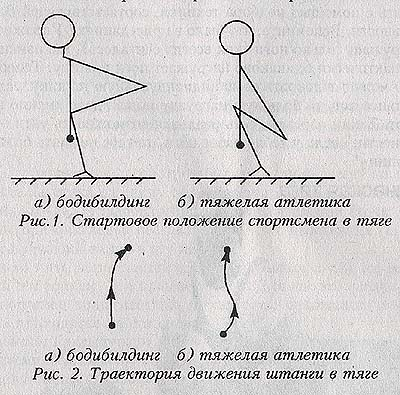 а) бодибилдинг б) тяжелая атлетика
Рис.1. Стартовое положение спортсмена в тяге
а) бодибилдинг б) тяжелая атлетика
Рис. 2. Траектория движения штанги в тяге